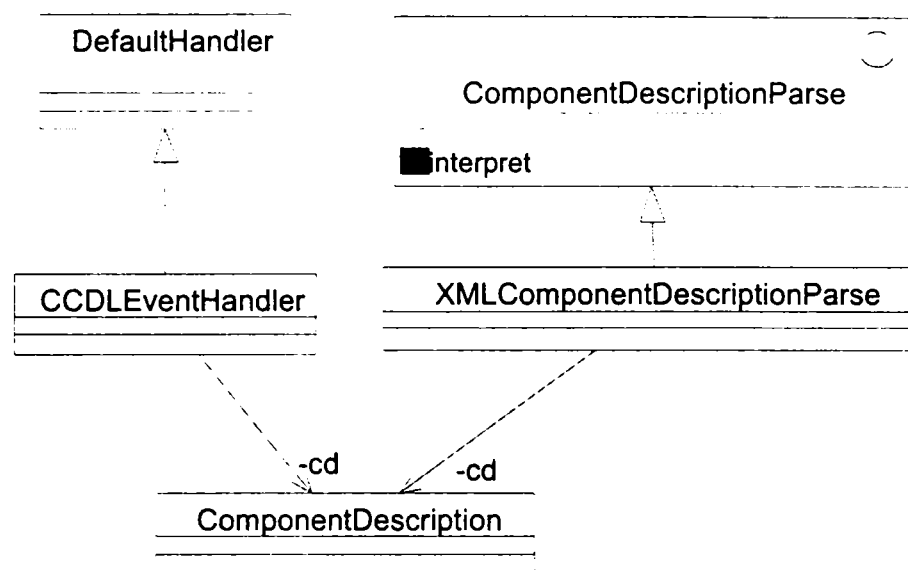 DefaultHandler
ComponentDescriptionParse
interpret
CCDLEventHandler
XMLComponentDescriptionParse
-cd
-cd
ComponentDescription